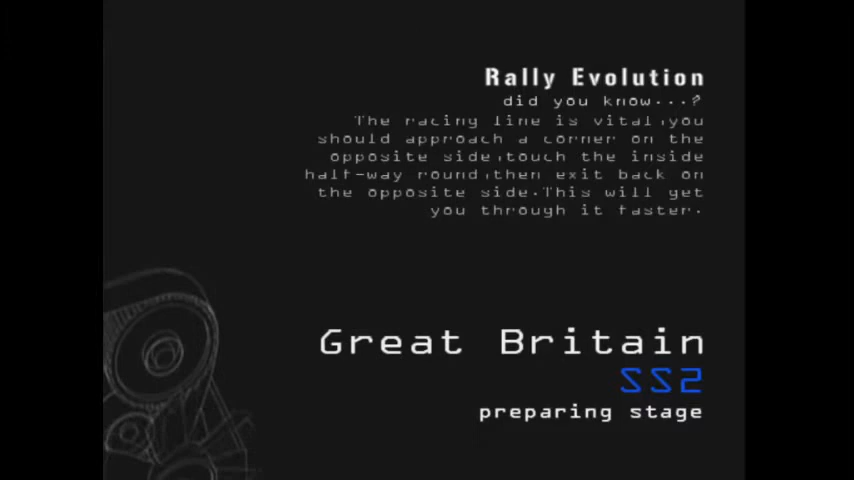 Rally Evolution
did you know...?
The racing line is vital,you
should approach a corner on the
opposite side,touch the inside
half-way round,then exit back on
the opposite side.This will get
you through it faster.
Great Britain
SS2
preparing stage